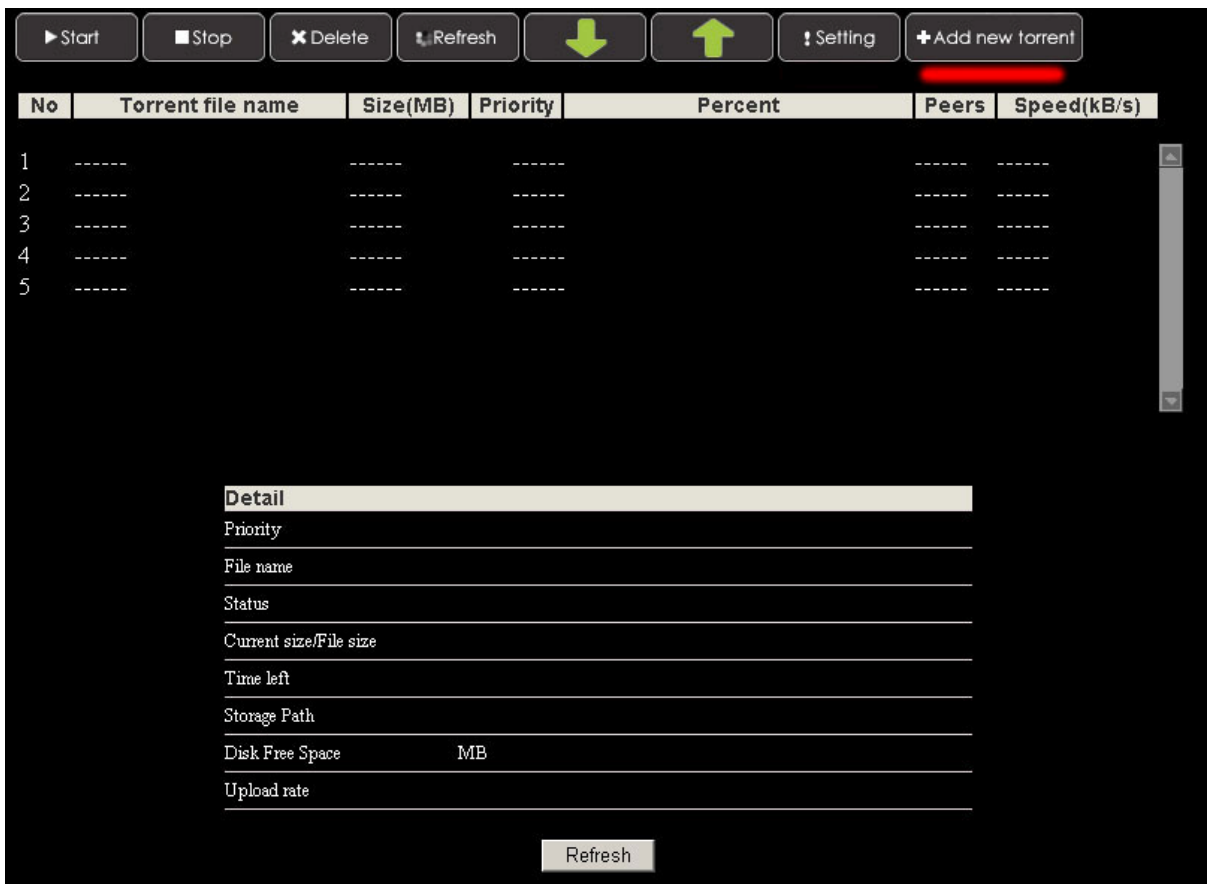 Start Stop Delete Refresh Setting Add new torrent
No Torrent file name Size(MB) Priority Percent Peers Speed(kB/s)
1 ------ ------ ------ ------ ------
2 ------ ------ ------ ------ ------
3 ------ ------ ------ ------ ------
4 ------ ------ ------ ------ ------
5 ------ ------ ------ ------ ------
Detail
Priority
File name
Status
Current size/File size
Time left
Storage Path
Disk Free Space MB
Upload rate
Refresh